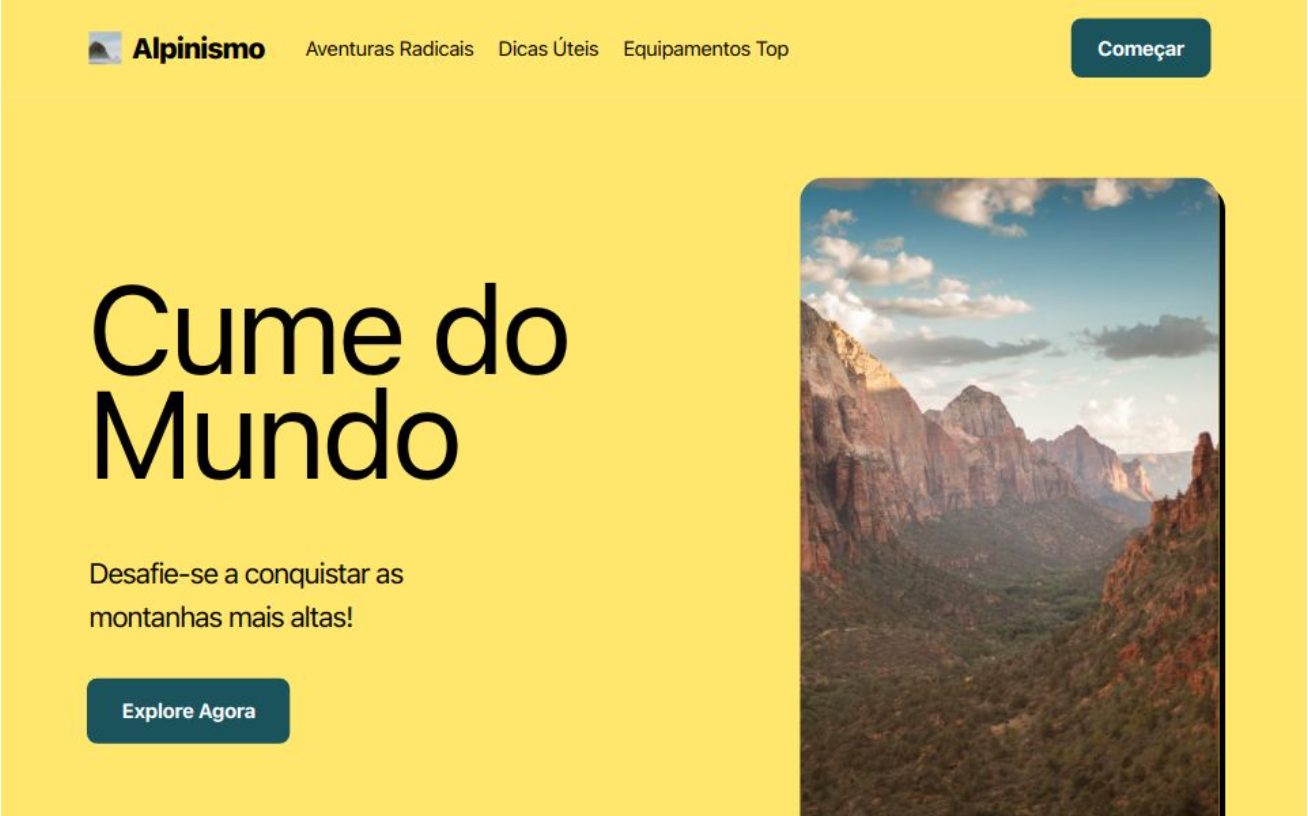 Alpinismo
Aventuras Radicais
Dicas Úteis
Equipamentos Top
Começar
Cume do
Mundo
Desafie-se a conquistar as
montanhas mais altas!
Explore Agora